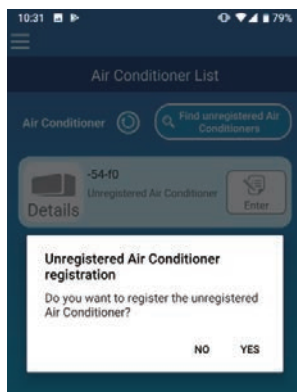 10:31 79%
Air Conditioner List
Air Conditioner
Find unregistered Air
Conditioners
-54-f0
Unregistered Air Conditioner
Details
Enter
Unregistered Air Conditioner
registration
Do you want to register the unregistered
Air Conditioner?
NO YES